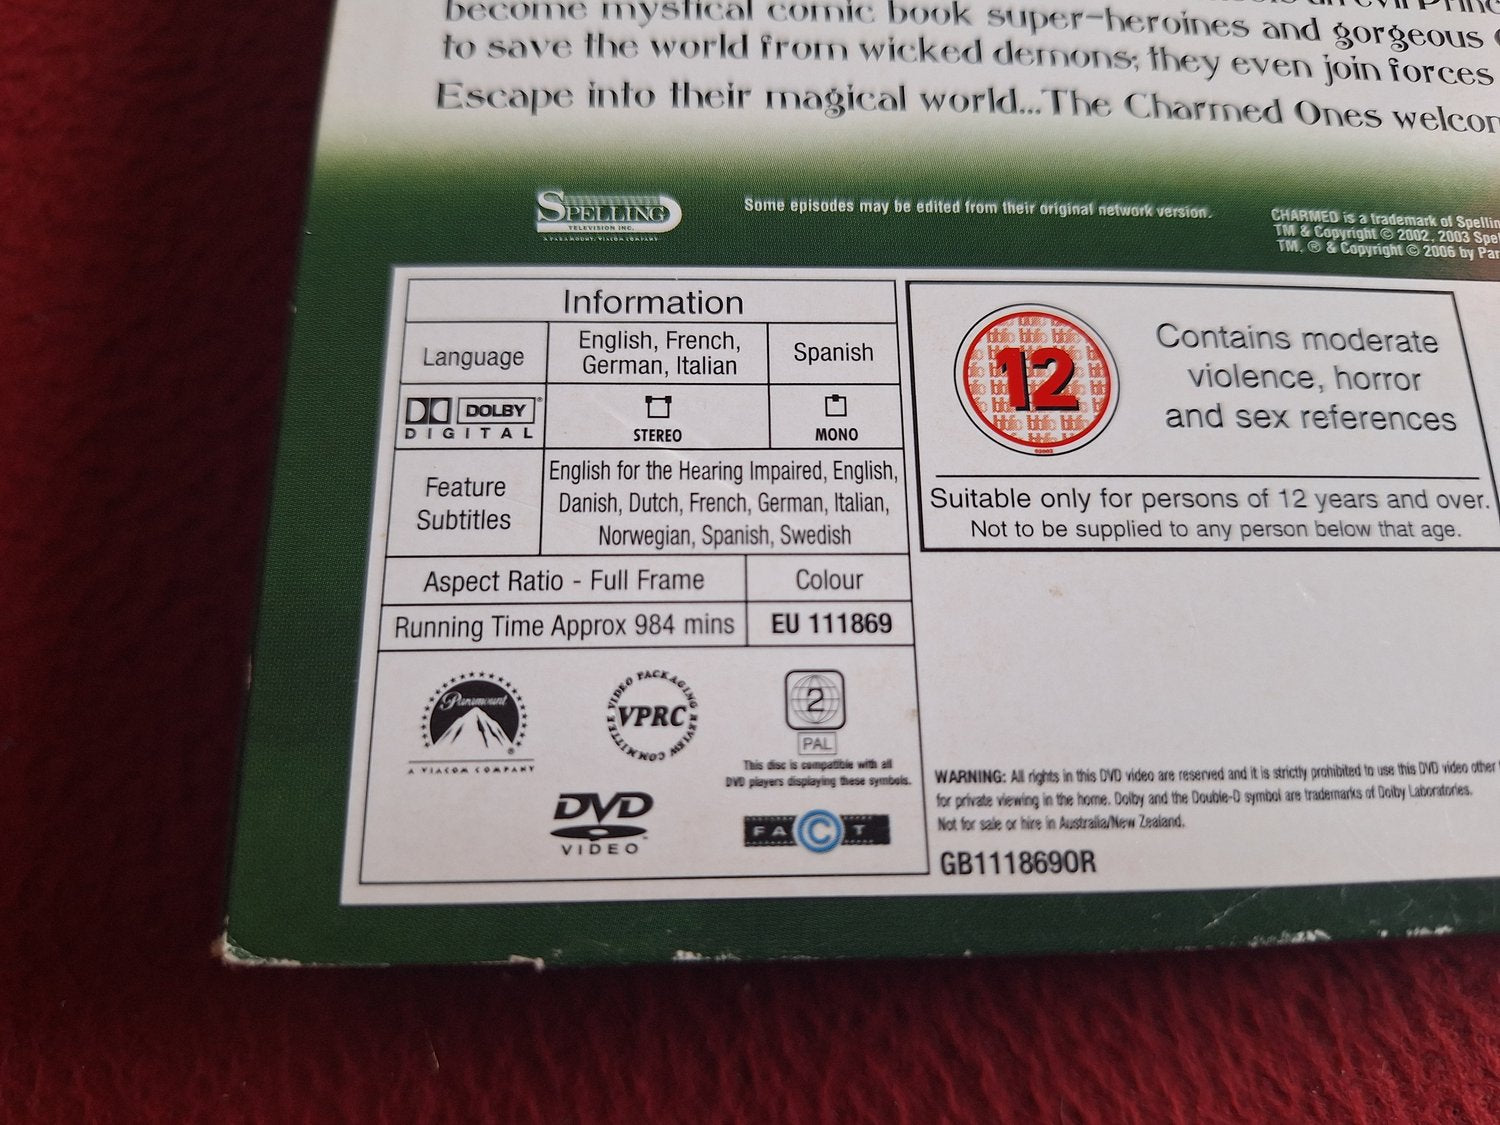 become mystical comic book super-heroines and gorgeous
to save the world from wicked demons; they even join forces
Escape into their magical world...The Charmed Ones
SPELLING
TELEVISION INC.
A PARAMOUNT/VIACOM COMPANY
Some episodes may be edited from their original network version.
CHARMED is a trademark of
TM & Copyright © 2002, 2003
TM, ® & Copyright © 2006 by
Information
Language
English, French,
German, Italian
Spanish
DOLBY
DIGITAL
STEREO
MONO
Feature
Subtitles
English for the Hearing Impaired, English,
Danish, Dutch, French, German, Italian,
Norwegian, Spanish, Swedish
Aspect Ratio - Full Frame
Colour
Running Time Approx 984 mins
EU 111869
Paramount
A VIACOM COMPANY
VIDEO PACKAGING REVIEW COMMITTEE
VPRC
2
PAL
This disc is compatible with all
DVD players displaying these symbols.
DVD
VIDEO
FACT
12
Contains moderate
violence, horror
and sex references
Suitable only for persons of 12 years and over.
Not to be supplied to any person below that age.
WARNING: All rights in this DVD video are reserved and it is strictly prohibited to use this DVD video other
for private viewing in the home. Dolby and the Double-D symbol are trademarks of Dolby Laboratories.
Not for sale or hire in Australia/New Zealand.
GB111869OR